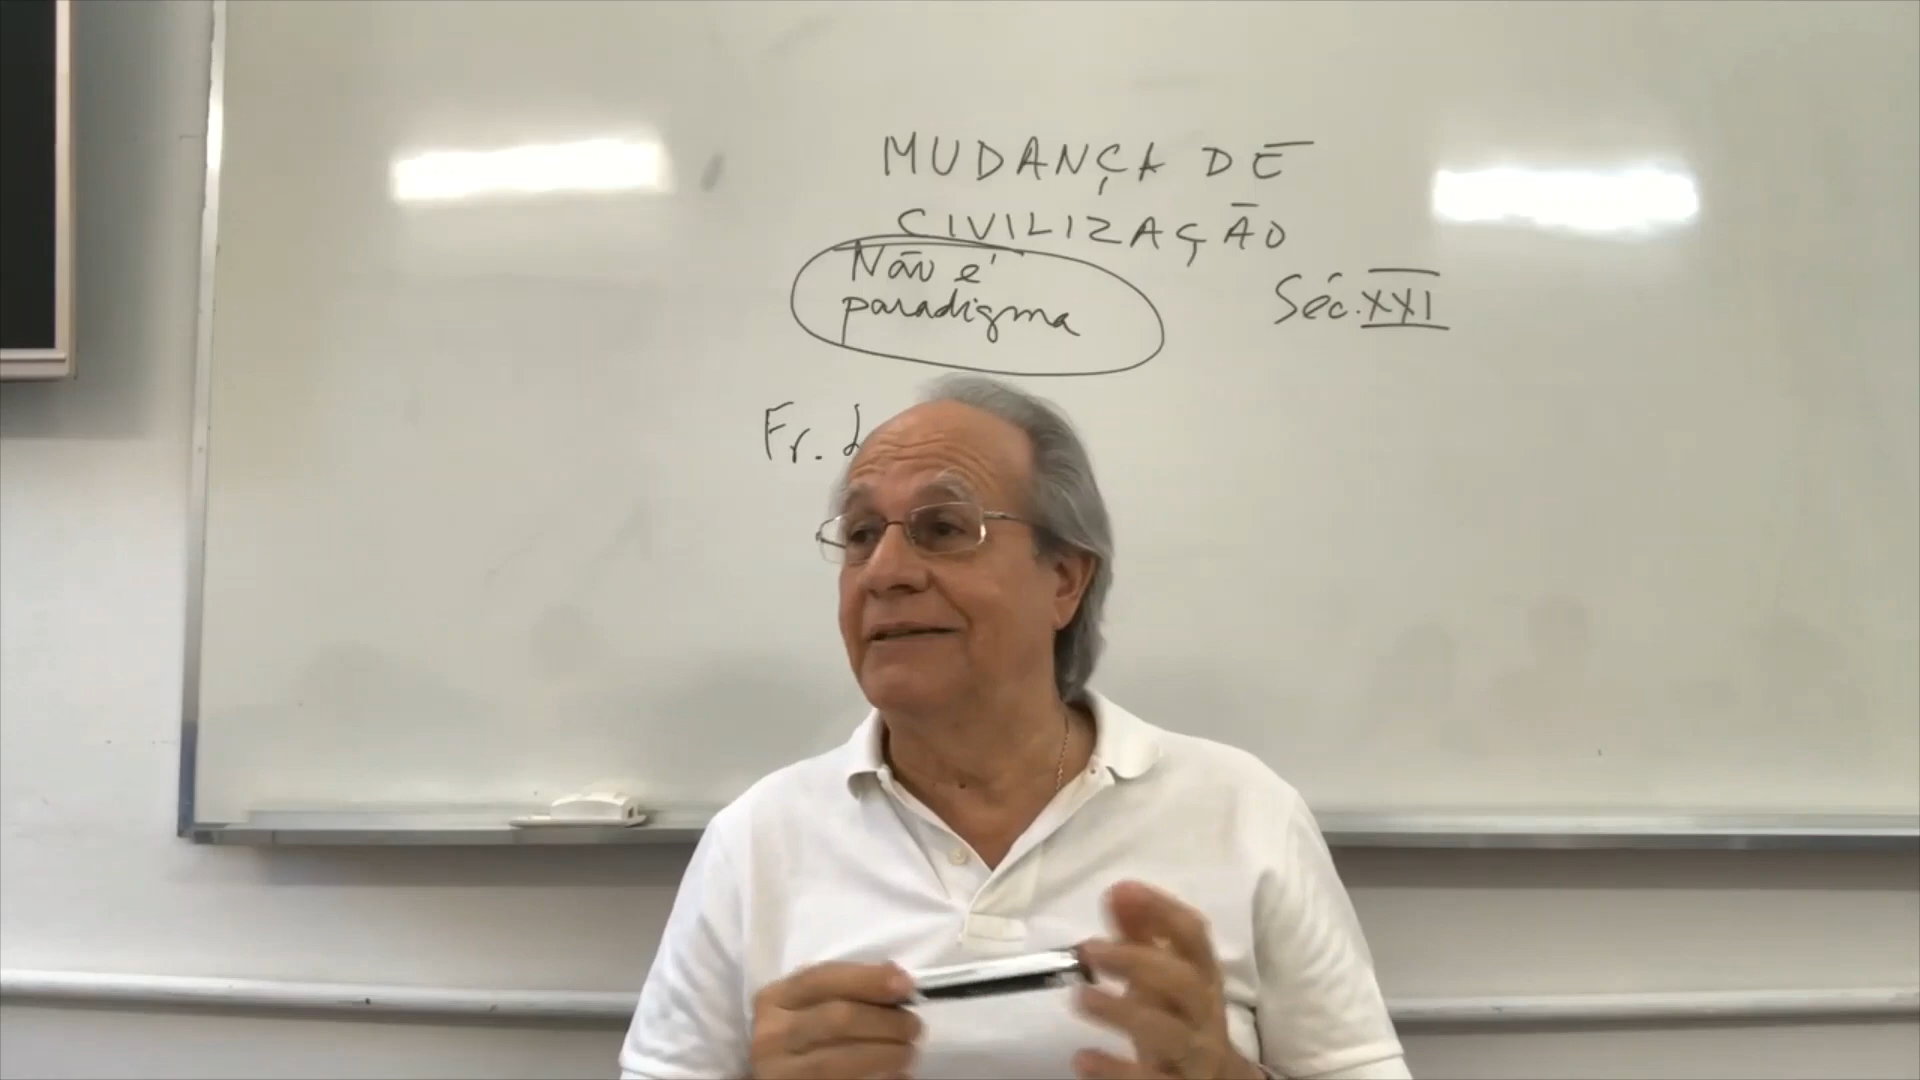 MUDANÇA DE
CIVILIZAÇÃO
Não é
paradigma
Séc. XXI
Fr.